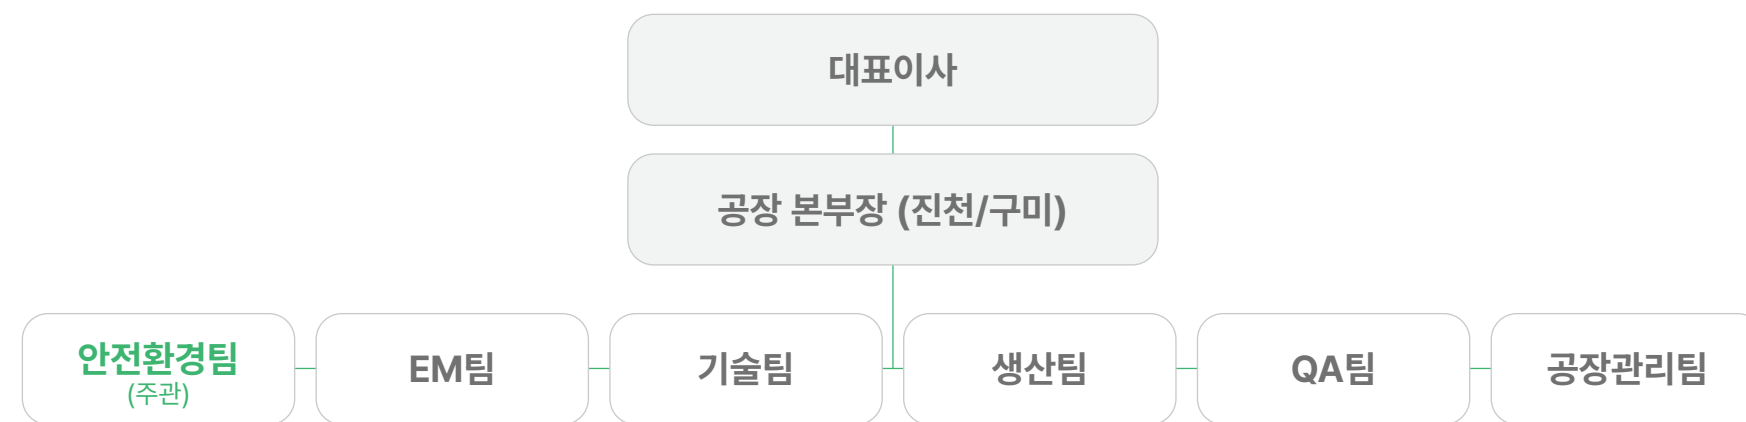 대표이사
공장 본부장 (진천/구미)
안전환경팀
(주관)
EM팀
기술팀
생산팀
QA팀
공장관리팀